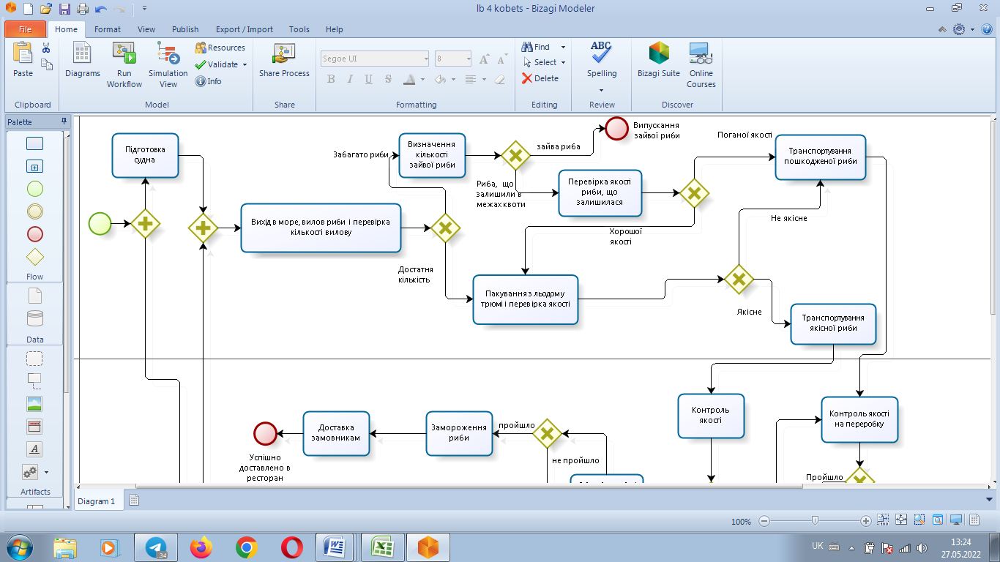 lb 4 kobets - Bizagi Modeler
File Home Format View Publish Export / Import Tools Help
Paste
Clipboard
Diagrams
Run
Workflow
Simulation
View
Resources
Validate
Info
Model
Share Process
Share
Segoe UI
8
B I U S A
Formatting
Find
Select
Delete
Editing
ABC
Spelling
Review
Bizagi Suite
Online
Courses
Discover
Palette
Flow
Data
A
Artifacts
Підготовка
судна
Вихід в море, вилов риби і перевірка
кількості вилову
Забагато риби
Визначення
кількості
зайвої риби
зайва риба
Випускання
зайвої риби
Риба, що
залишили в
межах квоти
Перевірка якості
риби, що
залишилася
Поганої якості
Транспортування
пошкодженої риби
Хорошої
якості
Не якісне
Достатня
кількість
Пакування з льодому
трюмі і перевірка якості
Якісне
Транспортування
якісної риби
Контроль
якості
Контроль якості
на переробку
Пройшло
Успішно
доставлено в
ресторан
Доставка
замовникам
Замороження
риби
пройшло
не пройшло
Diagram 1
100%
.34
UK
13:24
27.05.2022